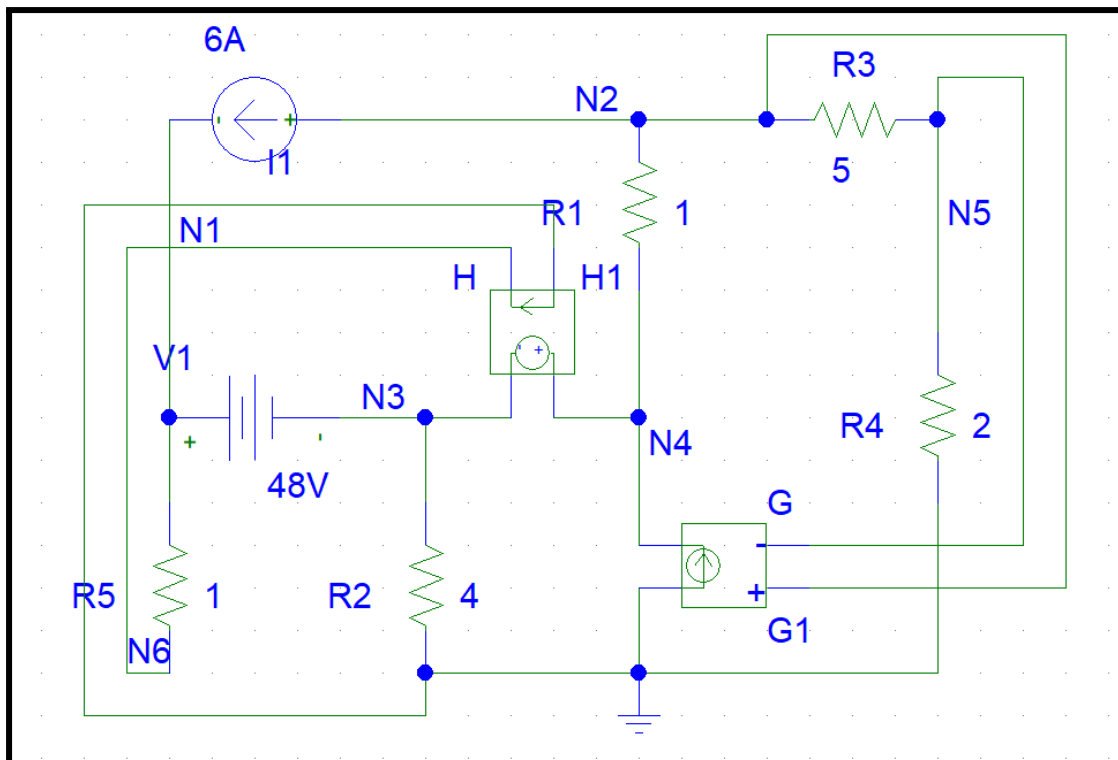 6A
- +
I1
N2
R3
5
N1
R1
1
N5
H
H1
- +
V1
+ -
48V
N3
N4
R4
2
G
-
+
G1
R5
1
N6
R2
4